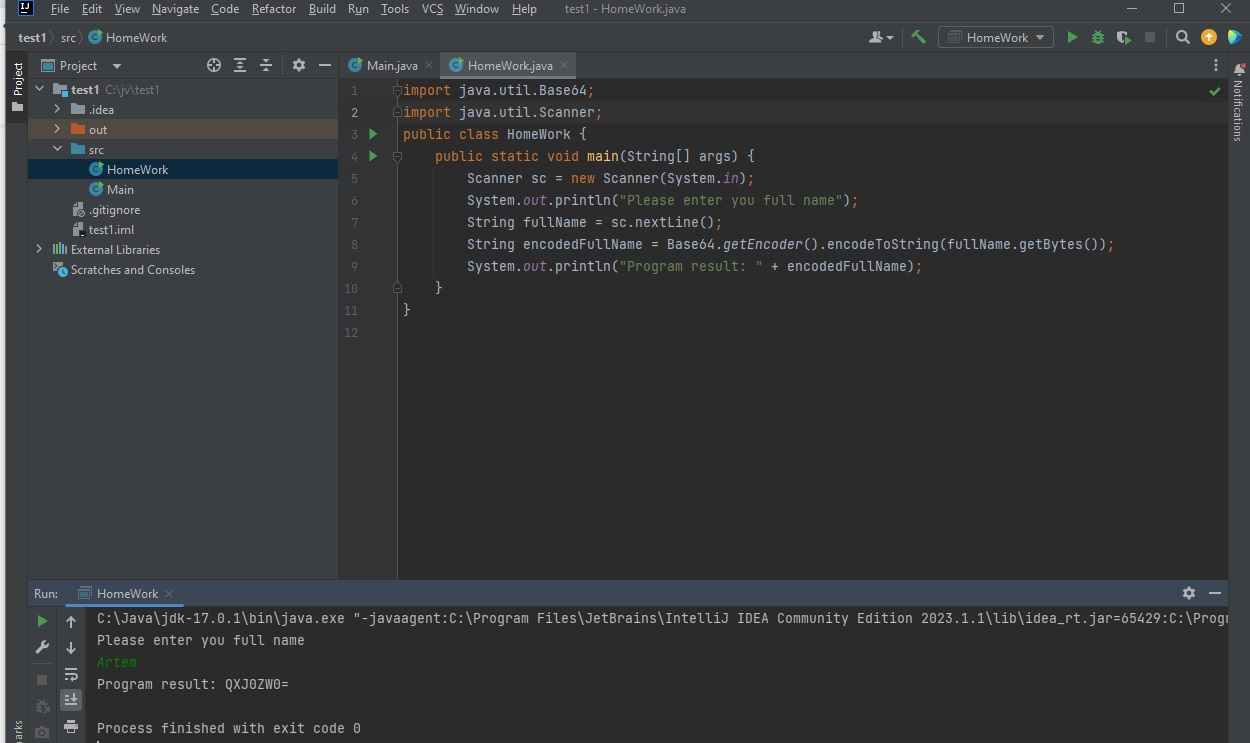 File Edit View Navigate Code Refactor Build Run Tools VCS Window Help test1 - HomeWork.java
test1 src HomeWork HomeWork
Project
Project Main.java HomeWork.java
test1 C:\jv\test1
.idea
out
src
HomeWork
Main
.gitignore
test1.iml
External Libraries
Scratches and Consoles
1 import java.util.Base64;
2 import java.util.Scanner;
3 public class HomeWork {
4 public static void main(String[] args) {
5 Scanner sc = new Scanner(System.in);
6 System.out.println("Please enter you full name");
7 String fullName = sc.nextLine();
8 String encodedFullName = Base64.getEncoder().encodeToString(fullName.getBytes());
9 System.out.println("Program result: " + encodedFullName);
10 }
11 }
12
Notifications
Run: HomeWork
C:\Java\jdk-17.0.1\bin\java.exe "-javaagent:C:\Program Files\JetBrains\IntelliJ IDEA Community Edition 2023.1.1\lib\idea_rt.jar=65429:C:\Progr
Please enter you full name
Artem
Program result: QXJ0ZW0=
Process finished with exit code 0
arks